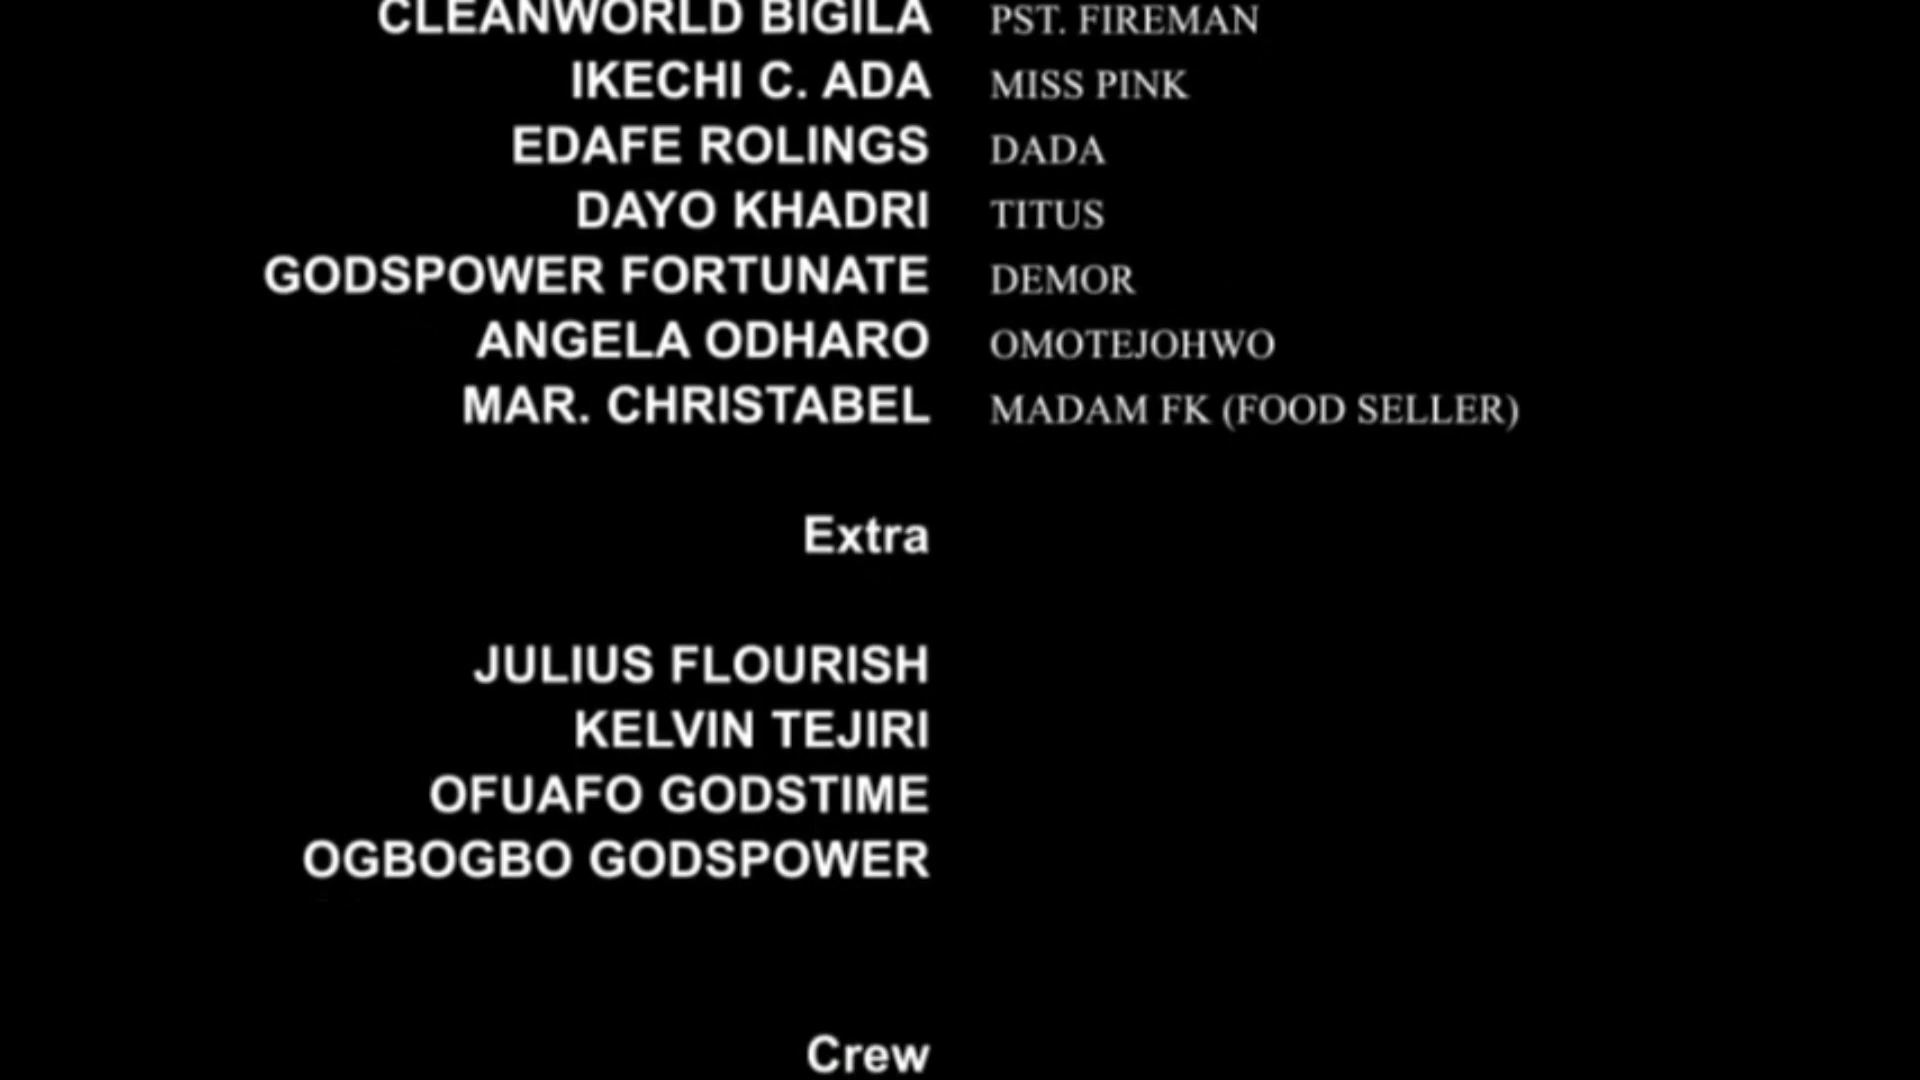 CLEANWORLD BIGILA PST. FIREMAN
IKECHI C. ADA MISS PINK
EDAFE ROLINGS DADA
DAYO KHADRI TITUS
GODSPOWER FORTUNATE DEMOR
ANGELA ODHARO OMOTEJOHWO
MAR. CHRISTABEL MADAM FK (FOOD SELLER)
Extra
JULIUS FLOURISH
KELVIN TEJIRI
OFUAFO GODSTIME
OGBOGBO GODSPOWER
Crew